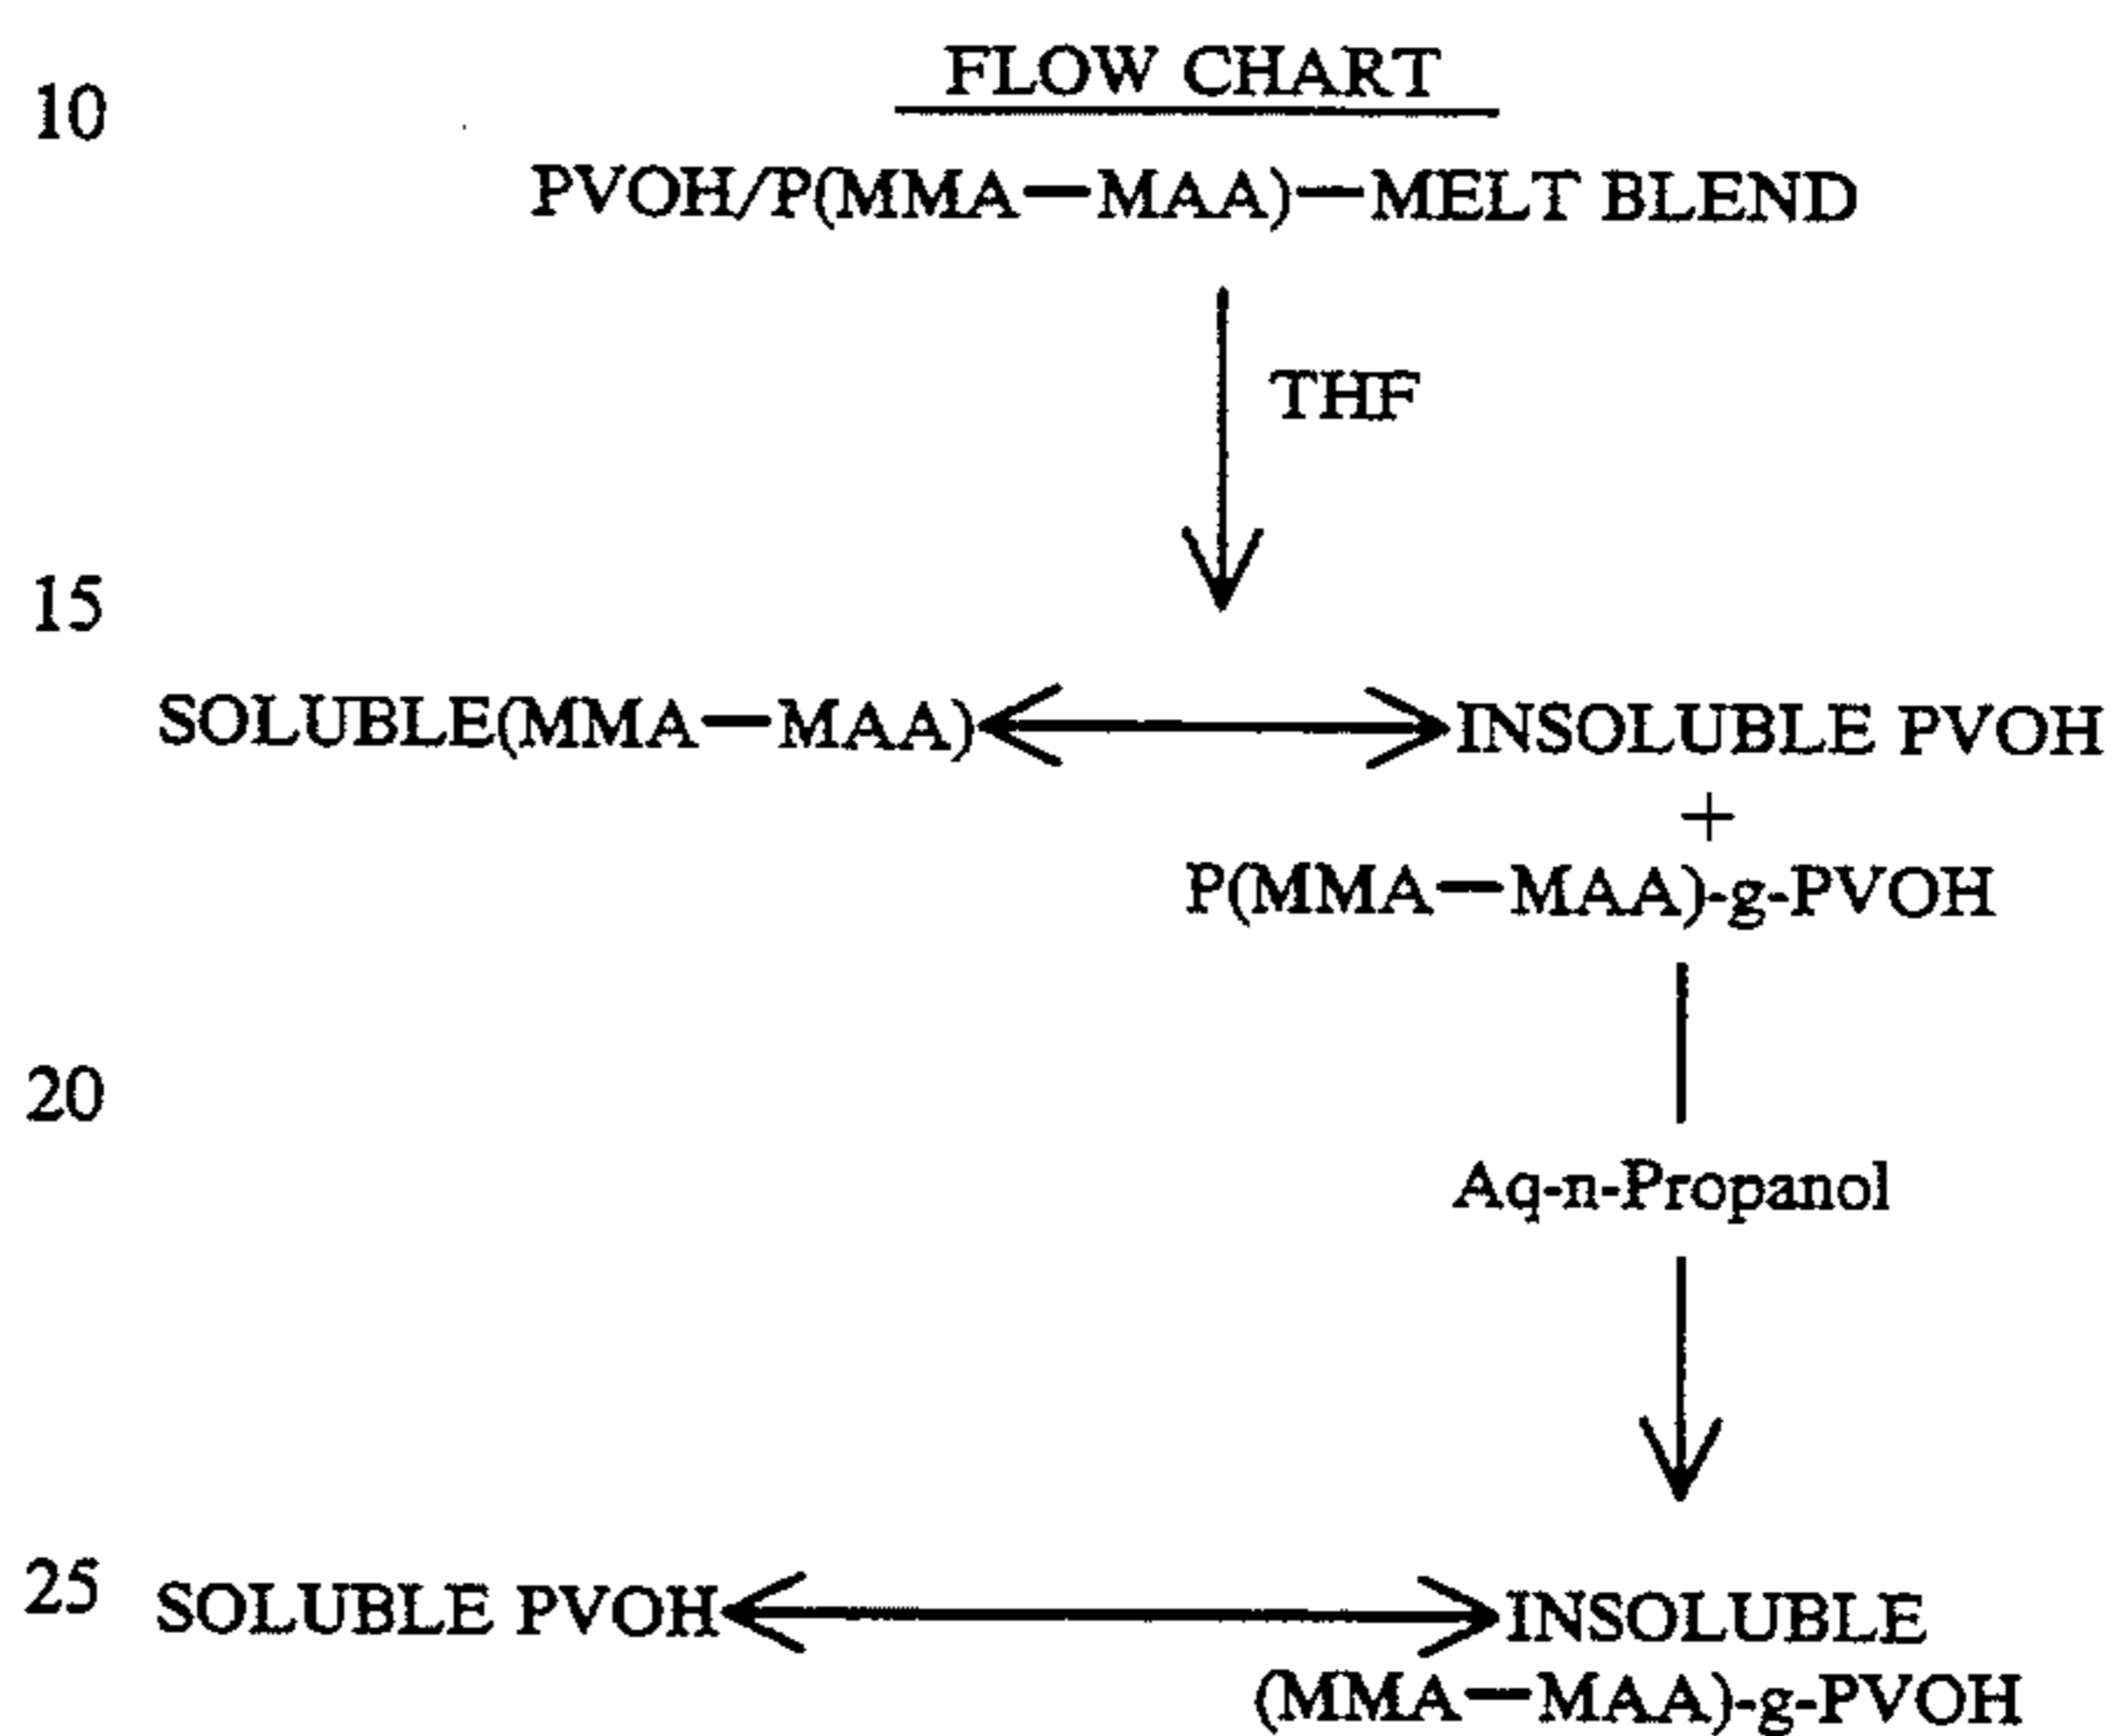 10 FLOW CHART
PVOH/P(MMA—MAA)—MELT BLEND
THF
15
SOLUBLE(MMA—MAA) INSOLUBLE PVOH
+
P(MMA—MAA)-g-PVOH
20
Aq-n-Propanol
25 SOLUBLE PVOH INSOLUBLE
(MMA—MAA)-g-PVOH